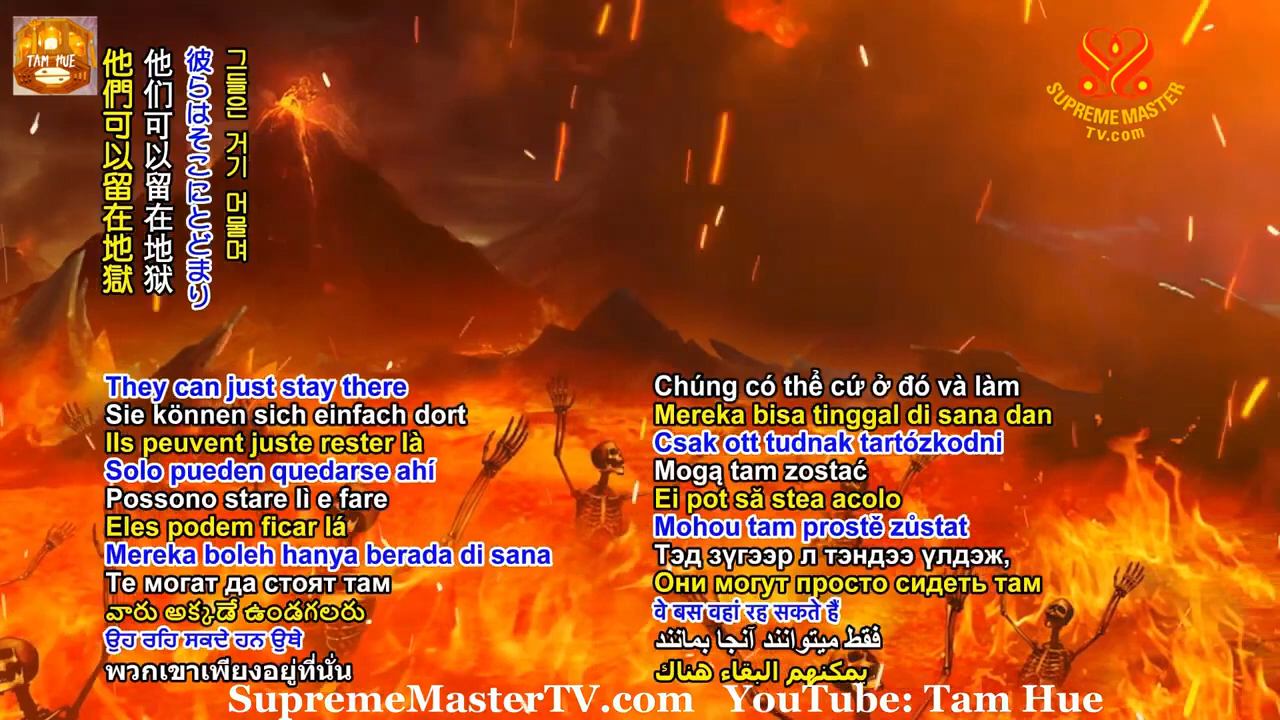 TAM HUE
他們可以留在地獄
他们可以留在地狱
彼らはそこにとどまり
그들은 거기 머물며
SUPREME MASTER
TV.com
They can just stay there
Sie können sich einfach dort
Ils peuvent juste rester là
Solo pueden quedarse ahí
Possono stare lì e fare
Eles podem ficar lá
Mereka boleh hanya berada di sana
Те могат да стоят там
వారు అక్కడే ఉండగలరు
ਉਹ ਰਹਿ ਸਕਦੇ ਹਨ ਉਥੇ
พวกเขาเพียงอยู่ที่นั่น
Chúng có thể cứ ở đó và làm
Mereka bisa tinggal di sana dan
Csak ott tudnak tartózkodni
Mogą tam zostać
Ei pot să stea acolo
Mohou tam prostě zůstat
Тэд зүгээр л тэндээ үлдэж,
Они могут просто сидеть там
वे बस वहां रह सकते हैं
فقط میتوانند آنجا بمانند
يمكنهم البقاء هناك
SupremeMasterTV.com YouTube: Tam Hue